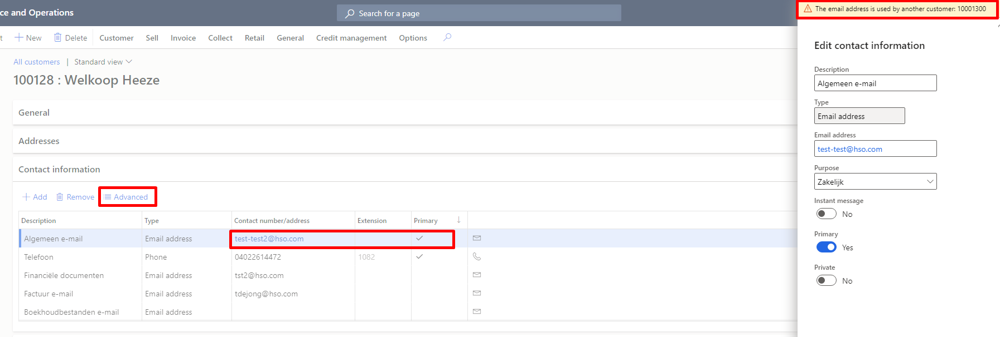 ce and Operations
Search for a page
The email address is used by another customer: 10001300
t New Delete Customer Sell Invoice Collect Retail General Credit management Options
All customers | Standard view
100128 : Welkoop Heeze
General
Addresses
Contact information
Add Remove Advanced
Description Type Contact number/address Extension Primary
Algemeen e-mail Email address test-test2@hso.com
Telefoon Phone 04022614472 1082
Financiële documenten Email address tst2@hso.com
Factuur e-mail Email address tdejong@hso.com
Boekhoudbestanden e-mail Email address
Edit contact information
Description
Algemeen e-mail
Type
Email address
Email address
test-test@hso.com
Purpose
Zakelijk
Instant message
No
Primary
Yes
Private
No